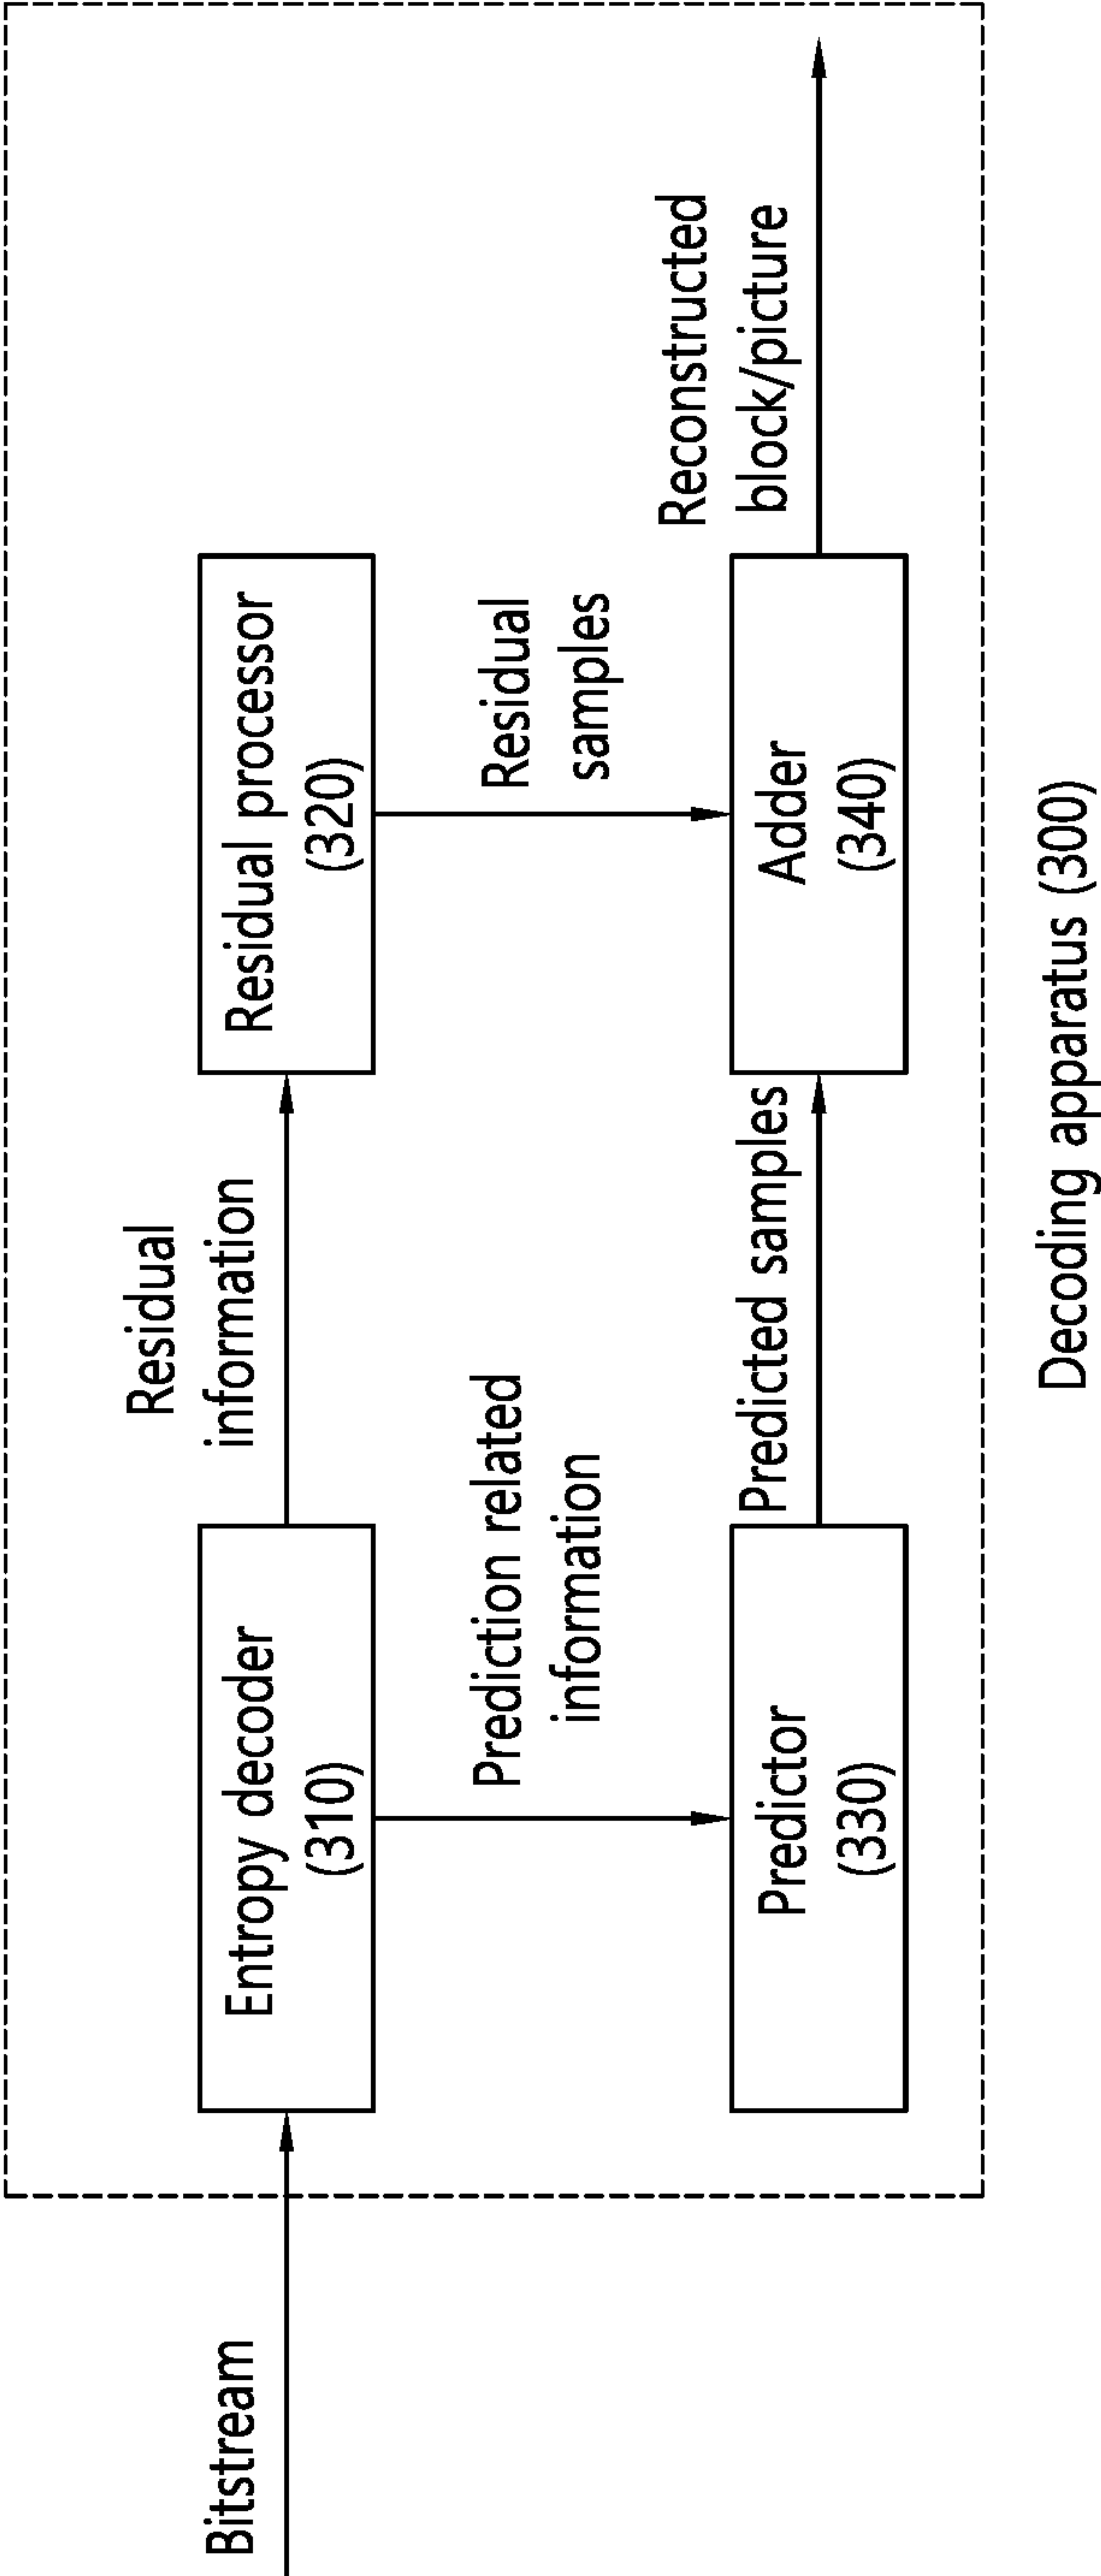 Bitstream
Entropy decoder
(310)
Residual
information
Residual processor
(320)
Prediction related
information
Residual
samples
Predictor
(330)
Predicted samples
Adder
(340)
Reconstructed
block/picture
Decoding apparatus (300)